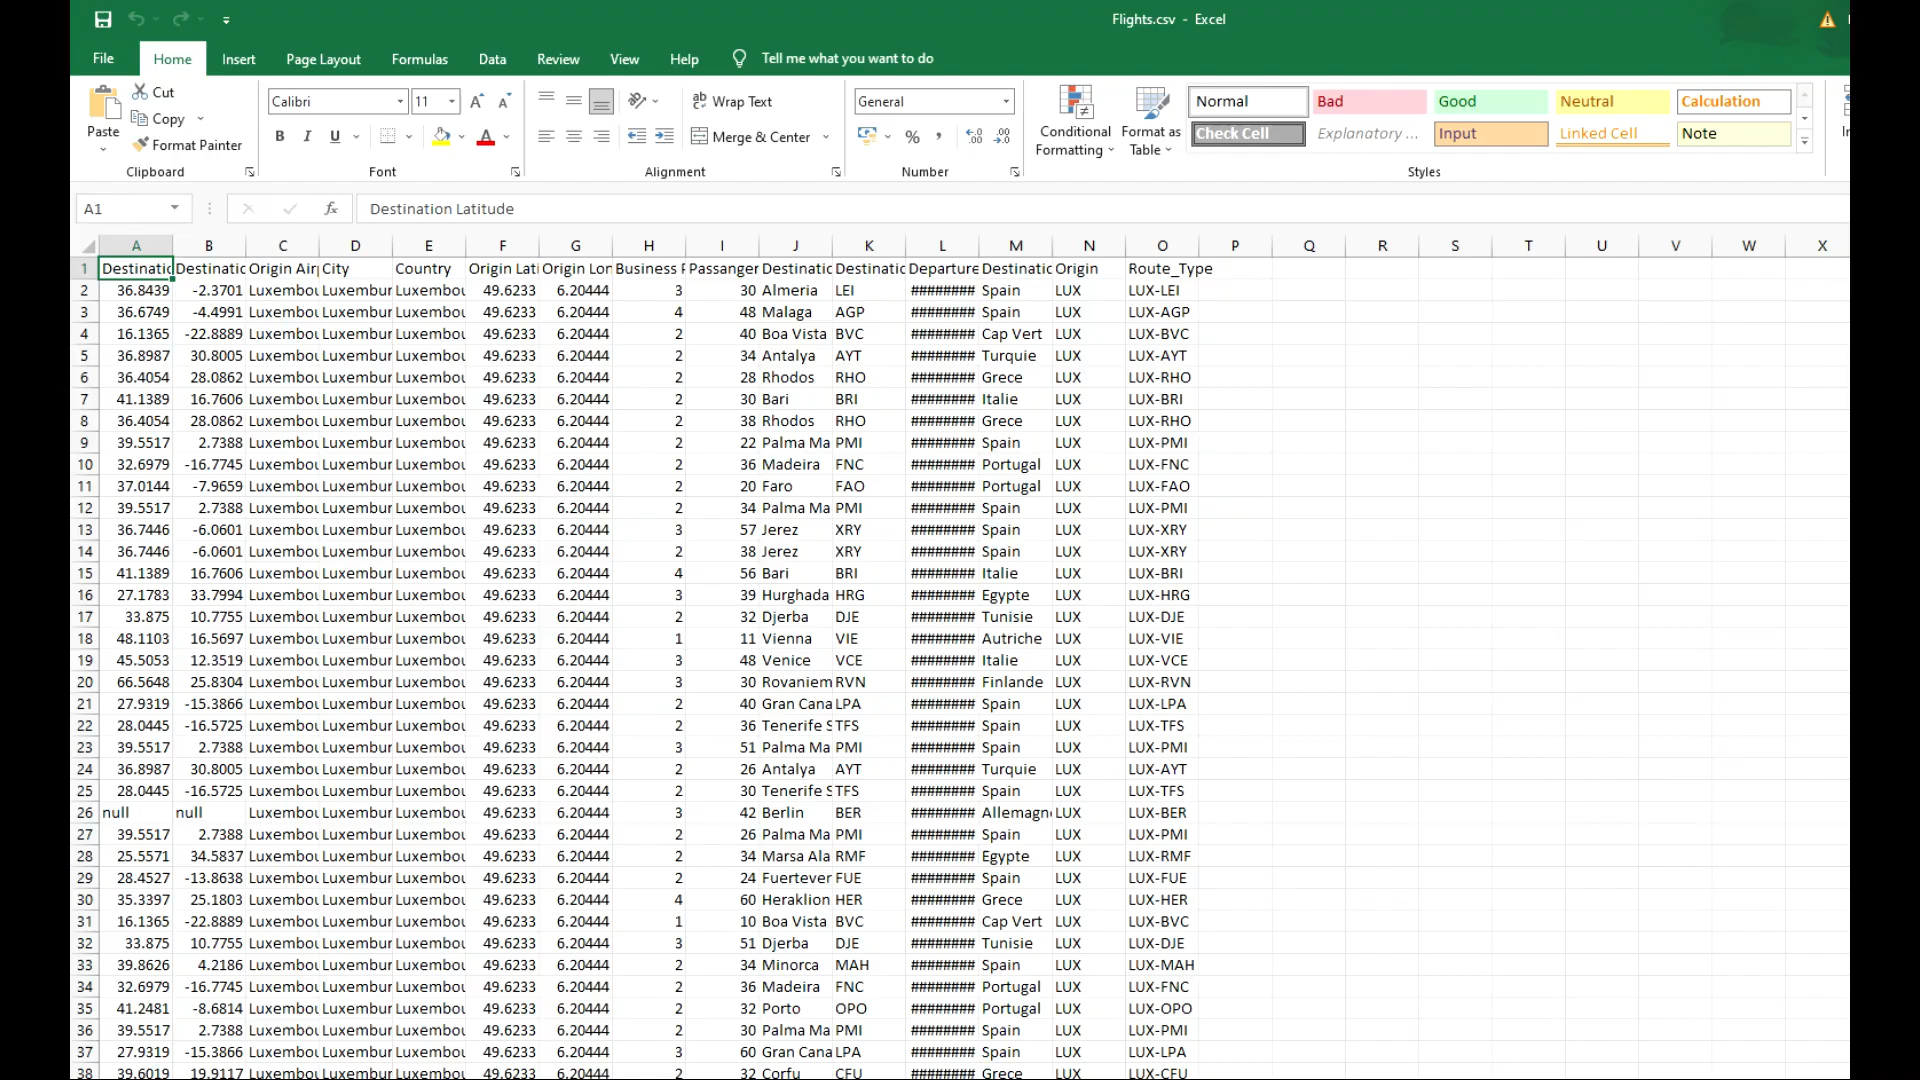 Flights.csv - Excel
File Home Insert Page Layout Formulas Data Review View Help Tell me what you want to do
Paste Cut Copy Format Painter Clipboard
Calibri 11 B I U A Font
Wrap Text Merge & Center Alignment
General % , Number
Conditional Formatting Format as Table
Normal Bad Good Neutral Calculation
Check Cell Explanatory ... Input Linked Cell Note
Styles
A1 fx Destination Latitude
A B C D E F G H I J K L M N O P Q R S T U V W X
1 Destinatic Destinatic Origin Air City Country Origin Lati Origin Lon Business Passanger Destinatic Destinatic Departure Destinatic Origin Route_Type
2 36.8439 -2.3701 Luxembou Luxembur Luxembou 49.6233 6.20444 3 30 Almeria LEI ######## Spain LUX LUX-LEI
3 36.6749 -4.4991 Luxembou Luxembur Luxembou 49.6233 6.20444 4 48 Malaga AGP ######## Spain LUX LUX-AGP
4 16.1365 -22.8889 Luxembou Luxembur Luxembou 49.6233 6.20444 2 40 Boa Vista BVC ######## Cap Vert LUX LUX-BVC
5 36.8987 30.8005 Luxembou Luxembur Luxembou 49.6233 6.20444 2 34 Antalya AYT ######## Turquie LUX LUX-AYT
6 36.4054 28.0862 Luxembou Luxembur Luxembou 49.6233 6.20444 2 28 Rhodos RHO ######## Grece LUX LUX-RHO
7 41.1389 16.7606 Luxembou Luxembur Luxembou 49.6233 6.20444 2 30 Bari BRI ######## Italie LUX LUX-BRI
8 36.4054 28.0862 Luxembou Luxembur Luxembou 49.6233 6.20444 2 38 Rhodos RHO ######## Grece LUX LUX-RHO
9 39.5517 2.7388 Luxembou Luxembur Luxembou 49.6233 6.20444 2 22 Palma Ma PMI ######## Spain LUX LUX-PMI
10 32.6979 -16.7745 Luxembou Luxembur Luxembou 49.6233 6.20444 2 36 Madeira FNC ######## Portugal LUX LUX-FNC
11 37.0144 -7.9659 Luxembou Luxembur Luxembou 49.6233 6.20444 2 20 Faro FAO ######## Portugal LUX LUX-FAO
12 39.5517 2.7388 Luxembou Luxembur Luxembou 49.6233 6.20444 2 34 Palma Ma PMI ######## Spain LUX LUX-PMI
13 36.7446 -6.0601 Luxembou Luxembur Luxembou 49.6233 6.20444 3 57 Jerez XRY ######## Spain LUX LUX-XRY
14 36.7446 -6.0601 Luxembou Luxembur Luxembou 49.6233 6.20444 2 38 Jerez XRY ######## Spain LUX LUX-XRY
15 41.1389 16.7606 Luxembou Luxembur Luxembou 49.6233 6.20444 4 56 Bari BRI ######## Italie LUX LUX-BRI
16 27.1783 33.7994 Luxembou Luxembur Luxembou 49.6233 6.20444 3 39 Hurghada HRG ######## Egypte LUX LUX-HRG
17 33.875 10.7755 Luxembou Luxembur Luxembou 49.6233 6.20444 2 32 Djerba DJE ######## Tunisie LUX LUX-DJE
18 48.1103 16.5697 Luxembou Luxembur Luxembou 49.6233 6.20444 1 11 Vienna VIE ######## Autriche LUX LUX-VIE
19 45.5053 12.3519 Luxembou Luxembur Luxembou 49.6233 6.20444 3 48 Venice VCE ######## Italie LUX LUX-VCE
20 66.5648 25.8304 Luxembou Luxembur Luxembou 49.6233 6.20444 3 30 Rovaniem RVN ######## Finlande LUX LUX-RVN
21 27.9319 -15.3866 Luxembou Luxembur Luxembou 49.6233 6.20444 2 40 Gran Cana LPA ######## Spain LUX LUX-LPA
22 28.0445 -16.5725 Luxembou Luxembur Luxembou 49.6233 6.20444 2 36 Tenerife S TFS ######## Spain LUX LUX-TFS
23 39.5517 2.7388 Luxembou Luxembur Luxembou 49.6233 6.20444 3 51 Palma Ma PMI ######## Spain LUX LUX-PMI
24 36.8987 30.8005 Luxembou Luxembur Luxembou 49.6233 6.20444 2 26 Antalya AYT ######## Turquie LUX LUX-AYT
25 28.0445 -16.5725 Luxembou Luxembur Luxembou 49.6233 6.20444 2 30 Tenerife S TFS ######## Spain LUX LUX-TFS
26 null null Luxembou Luxembur Luxembou 49.6233 6.20444 3 42 Berlin BER ######## Allemagn LUX LUX-BER
27 39.5517 2.7388 Luxembou Luxembur Luxembou 49.6233 6.20444 2 26 Palma Ma PMI ######## Spain LUX LUX-PMI
28 25.5571 34.5837 Luxembou Luxembur Luxembou 49.6233 6.20444 2 34 Marsa Ala RMF ######## Egypte LUX LUX-RMF
29 28.4527 -13.8638 Luxembou Luxembur Luxembou 49.6233 6.20444 2 24 Fuertever FUE ######## Spain LUX LUX-FUE
30 35.3397 25.1803 Luxembou Luxembur Luxembou 49.6233 6.20444 4 60 Heraklion HER ######## Grece LUX LUX-HER
31 16.1365 -22.8889 Luxembou Luxembur Luxembou 49.6233 6.20444 1 10 Boa Vista BVC ######## Cap Vert LUX LUX-BVC
32 33.875 10.7755 Luxembou Luxembur Luxembou 49.6233 6.20444 3 51 Djerba DJE ######## Tunisie LUX LUX-DJE
33 39.8626 4.2186 Luxembou Luxembur Luxembou 49.6233 6.20444 2 34 Minorca MAH ######## Spain LUX LUX-MAH
34 32.6979 -16.7745 Luxembou Luxembur Luxembou 49.6233 6.20444 2 36 Madeira FNC ######## Portugal LUX LUX-FNC
35 41.2481 -8.6814 Luxembou Luxembur Luxembou 49.6233 6.20444 2 32 Porto OPO ######## Portugal LUX LUX-OPO
36 39.5517 2.7388 Luxembou Luxembur Luxembou 49.6233 6.20444 2 30 Palma Ma PMI ######## Spain LUX LUX-PMI
37 27.9319 -15.3866 Luxembou Luxembur Luxembou 49.6233 6.20444 3 60 Gran Cana LPA ######## Spain LUX LUX-LPA
38 39.6019 19.9117 Luxembou Luxembur Luxembou 49.6233 6.20444 2 32 Corfu CFU ######## Grece LUX LUX-CFU